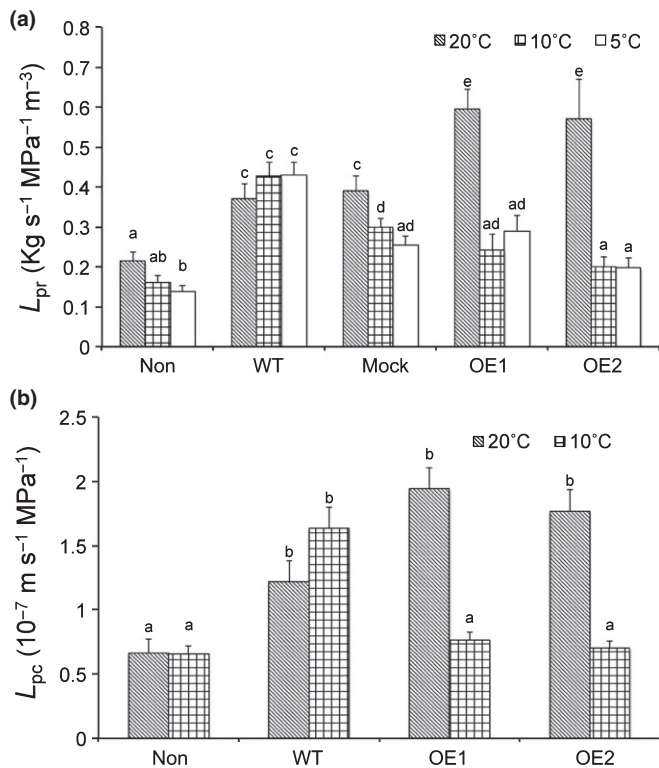 (a)
20°C 10°C 5°C
0.8
0.7
0.6
0.5
0.4
0.3
0.2
0.1
0
Lpr (Kg s⁻¹ MPa⁻¹ m⁻³)
a ab b c c c c d ad e ad ad e a a
Non WT Mock OE1 OE2
(b)
20°C 10°C
2.5
2
1.5
1
0.5
0
Lpc (10⁻⁷ m s⁻¹ MPa⁻¹)
a a b b b a b a
Non WT OE1 OE2